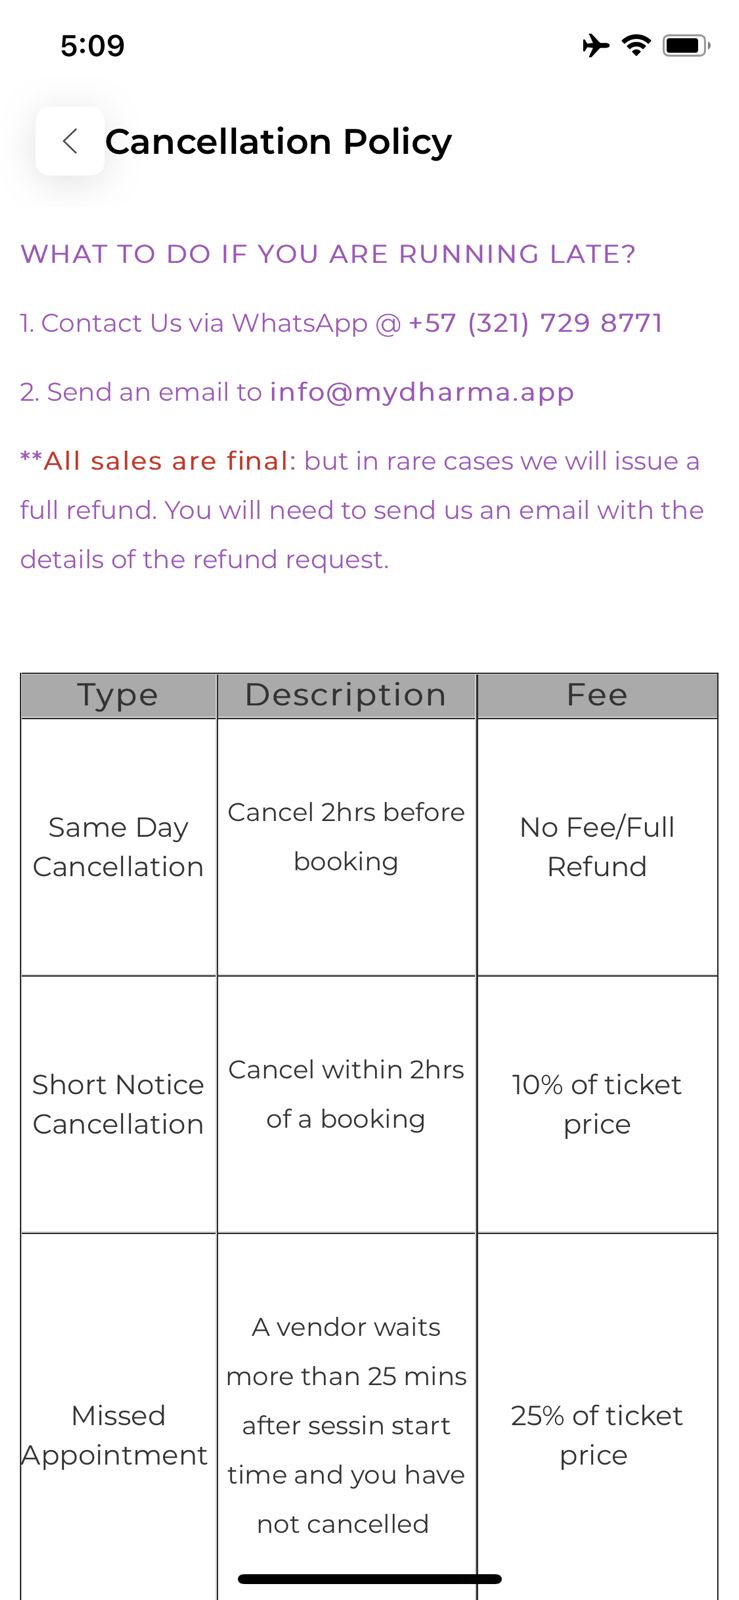 5:09
Cancellation Policy
WHAT TO DO IF YOU ARE RUNNING LATE?
1. Contact Us via WhatsApp @ +57 (321) 729 8771
2. Send an email to info@mydharma.app
**All sales are final: but in rare cases we will issue a
full refund. You will need to send us an email with the
details of the refund request.
Type Description Fee
Same Day
Cancellation
Cancel 2hrs before
booking
No Fee/Full
Refund
Short Notice
Cancellation
Cancel within 2hrs
of a booking
10% of ticket
price
Missed
Appointment
A vendor waits
more than 25 mins
after sessin start
time and you have
not cancelled
25% of ticket
price